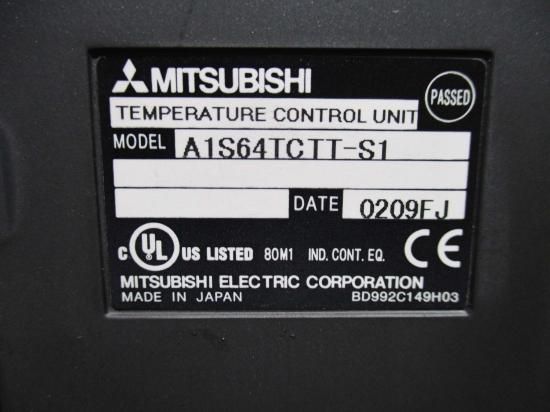 MITSUBISHI
PASSED
TEMPERATURE CONTROL UNIT
MODEL A1S64TCTT-S1
DATE 0209FJ
C UL US LISTED 80M1 IND. CONT. EQ. CE
MITSUBISHI ELECTRIC CORPORATION
MADE IN JAPAN BD992C149H03